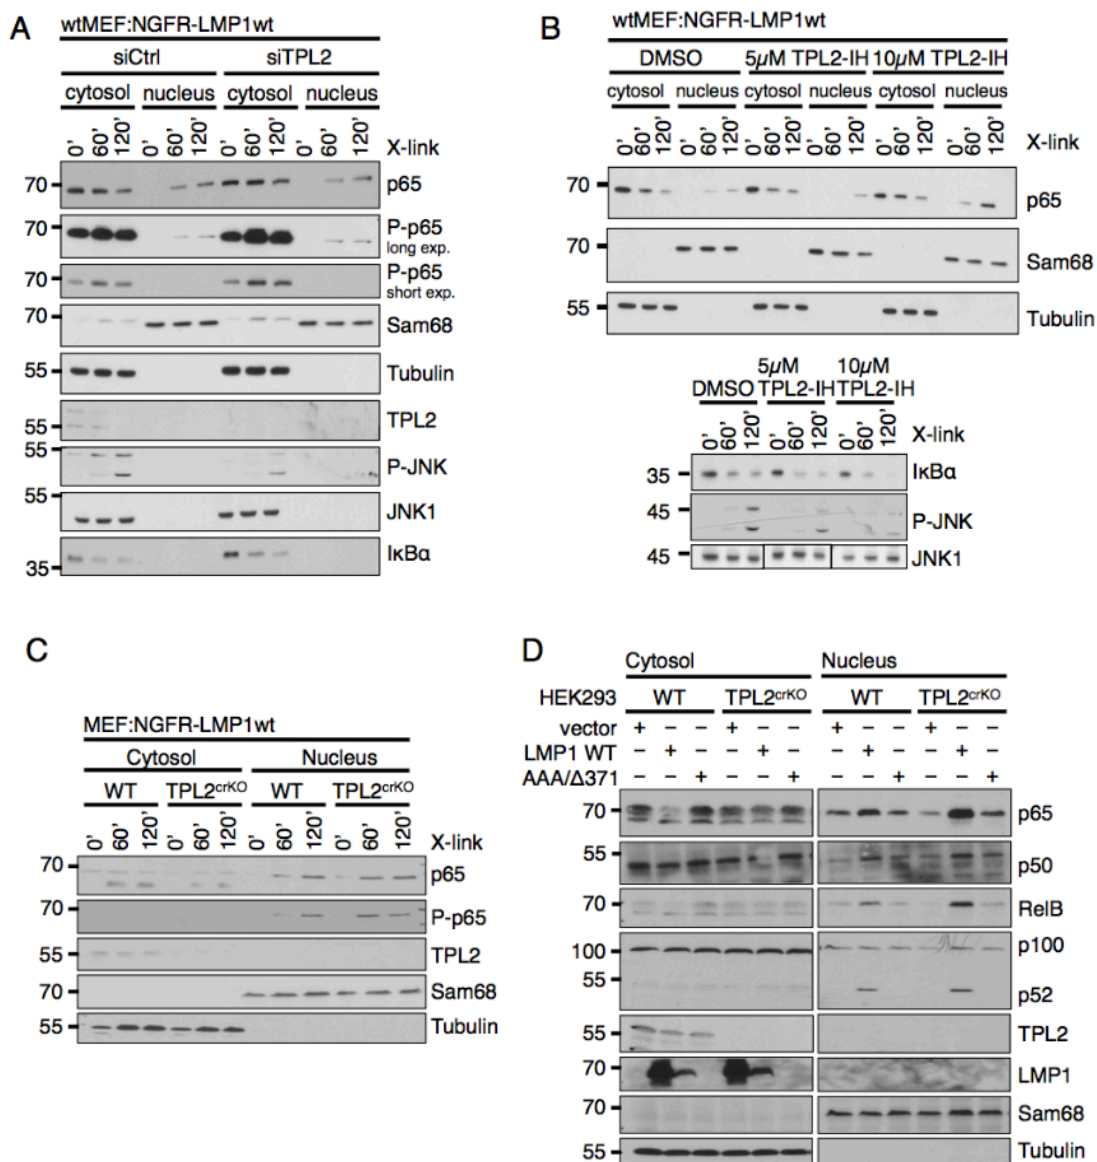 A
wtMEF:NGFR-LMP1wt
siCtrl siTPL2
cytosol nucleus cytosol nucleus
0' 60' 120' 0' 60' 120' 0' 60' 120' 0' 60' 120' X-link
70 p65
70 P-p65
long exp.
70 P-p65
short exp.
70 Sam68
55 Tubulin
55 TPL2
55 P-JNK
55 JNK1
35 IκBα
B
wtMEF:NGFR-LMP1wt
DMSO 5µM TPL2-IH 10µM TPL2-IH
cytosol nucleus cytosol nucleus cytosol nucleus
0' 60' 120' 0' 60' 120' 0' 60' 120' 0' 60' 120' 0' 60' 120' 0' 60' 120' X-link
70 p65
70 Sam68
55 Tubulin
5µM 10µM
DMSO TPL2-IH TPL2-IH
0' 60' 120' 0' 60' 120' 0' 60' 120' X-link
35 IκBα
45 P-JNK
45 JNK1
C
MEF:NGFR-LMP1wt
Cytosol Nucleus
WT TPL2crKO WT TPL2crKO
0' 60' 120' 0' 60' 120' 0' 60' 120' 0' 60' 120' X-link
70 p65
70 P-p65
55 TPL2
70 Sam68
55 Tubulin
D
Cytosol Nucleus
HEK293 WT TPL2crKO WT TPL2crKO
vector + – – + – – + – – + – –
LMP1 WT – + – – + – – + – – + –
AAA/Δ371 – – + – – + – – + – – +
70 p65
55 p50
70 RelB
100 p100
55 p52
55 TPL2
70 LMP1
70 Sam68
55 Tubulin